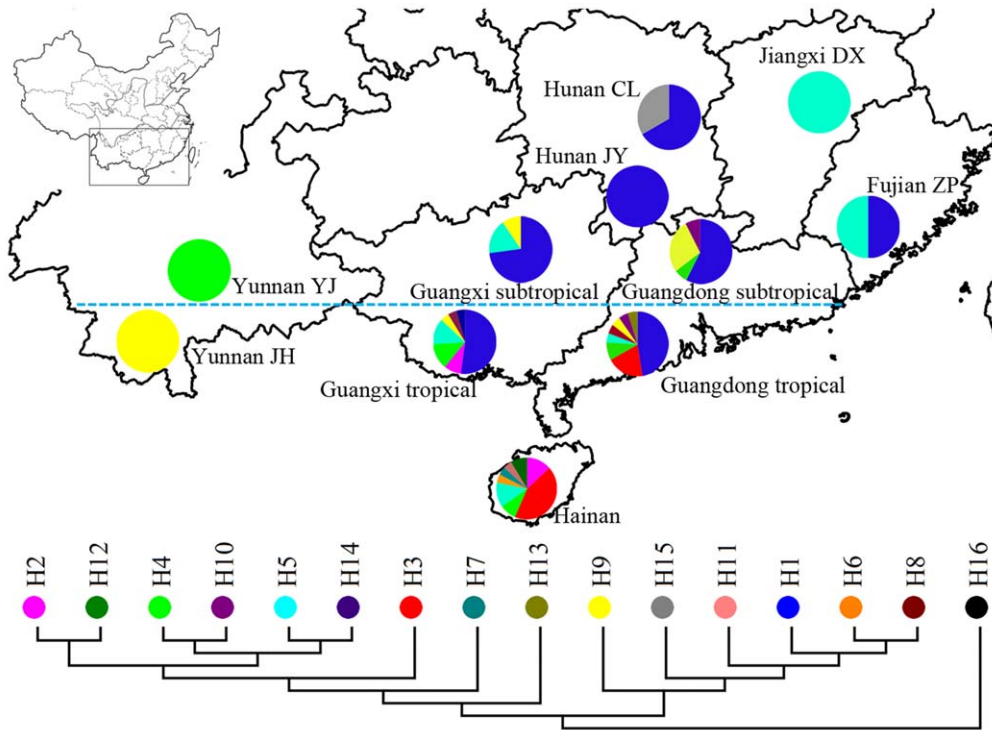 Jiangxi DX
Hunan CL
Hunan JY
Fujian ZP
Yunnan YJ
Guangxi subtropical
Guangdong subtropical
Yunnan JH
Guangxi tropical
Guangdong tropical
Hainan
H2
H12
H4
H10
H5
H14
H3
H7
H13
H9
H15
H11
H1
H6
H8
H16